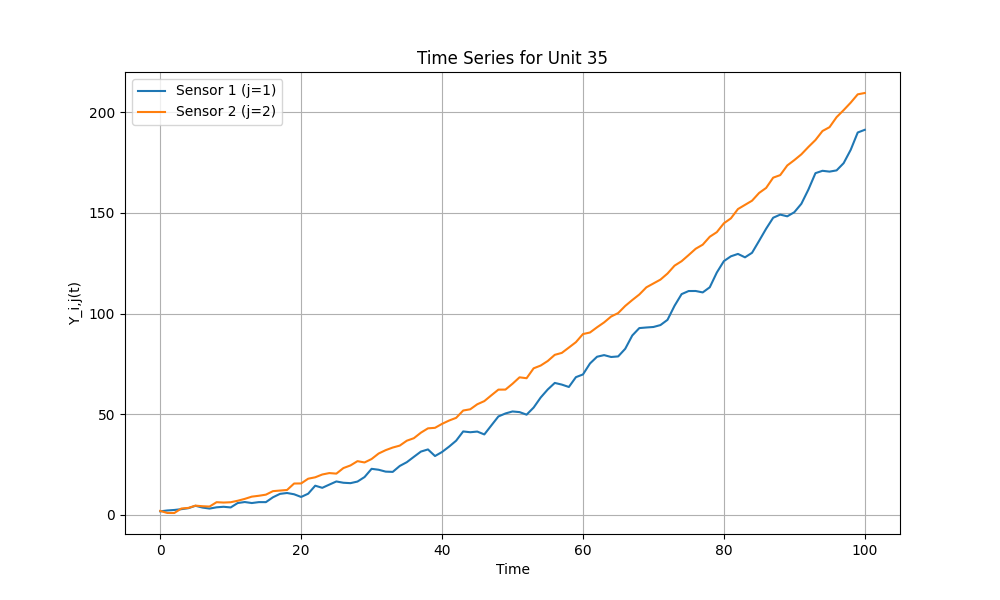 Time Series for Unit 35
Sensor 1 (j=1)
Sensor 2 (j=2)
Y_i,j(t)
200
150
100
50
0
0 20 40 60 80 100
Time